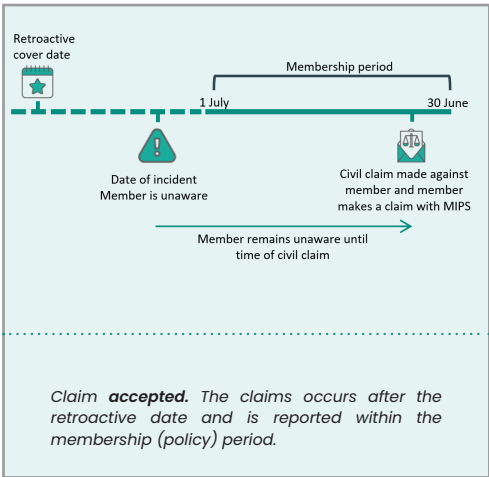 Retroactive
cover date
Membership period
1 July
30 June
Date of incident
Member is unaware
Civil claim made against
member and member
makes a claim with MIPS
Member remains unaware until
time of civil claim
Claim accepted. The claims occurs after the
retroactive date and is reported within the
membership (policy) period.